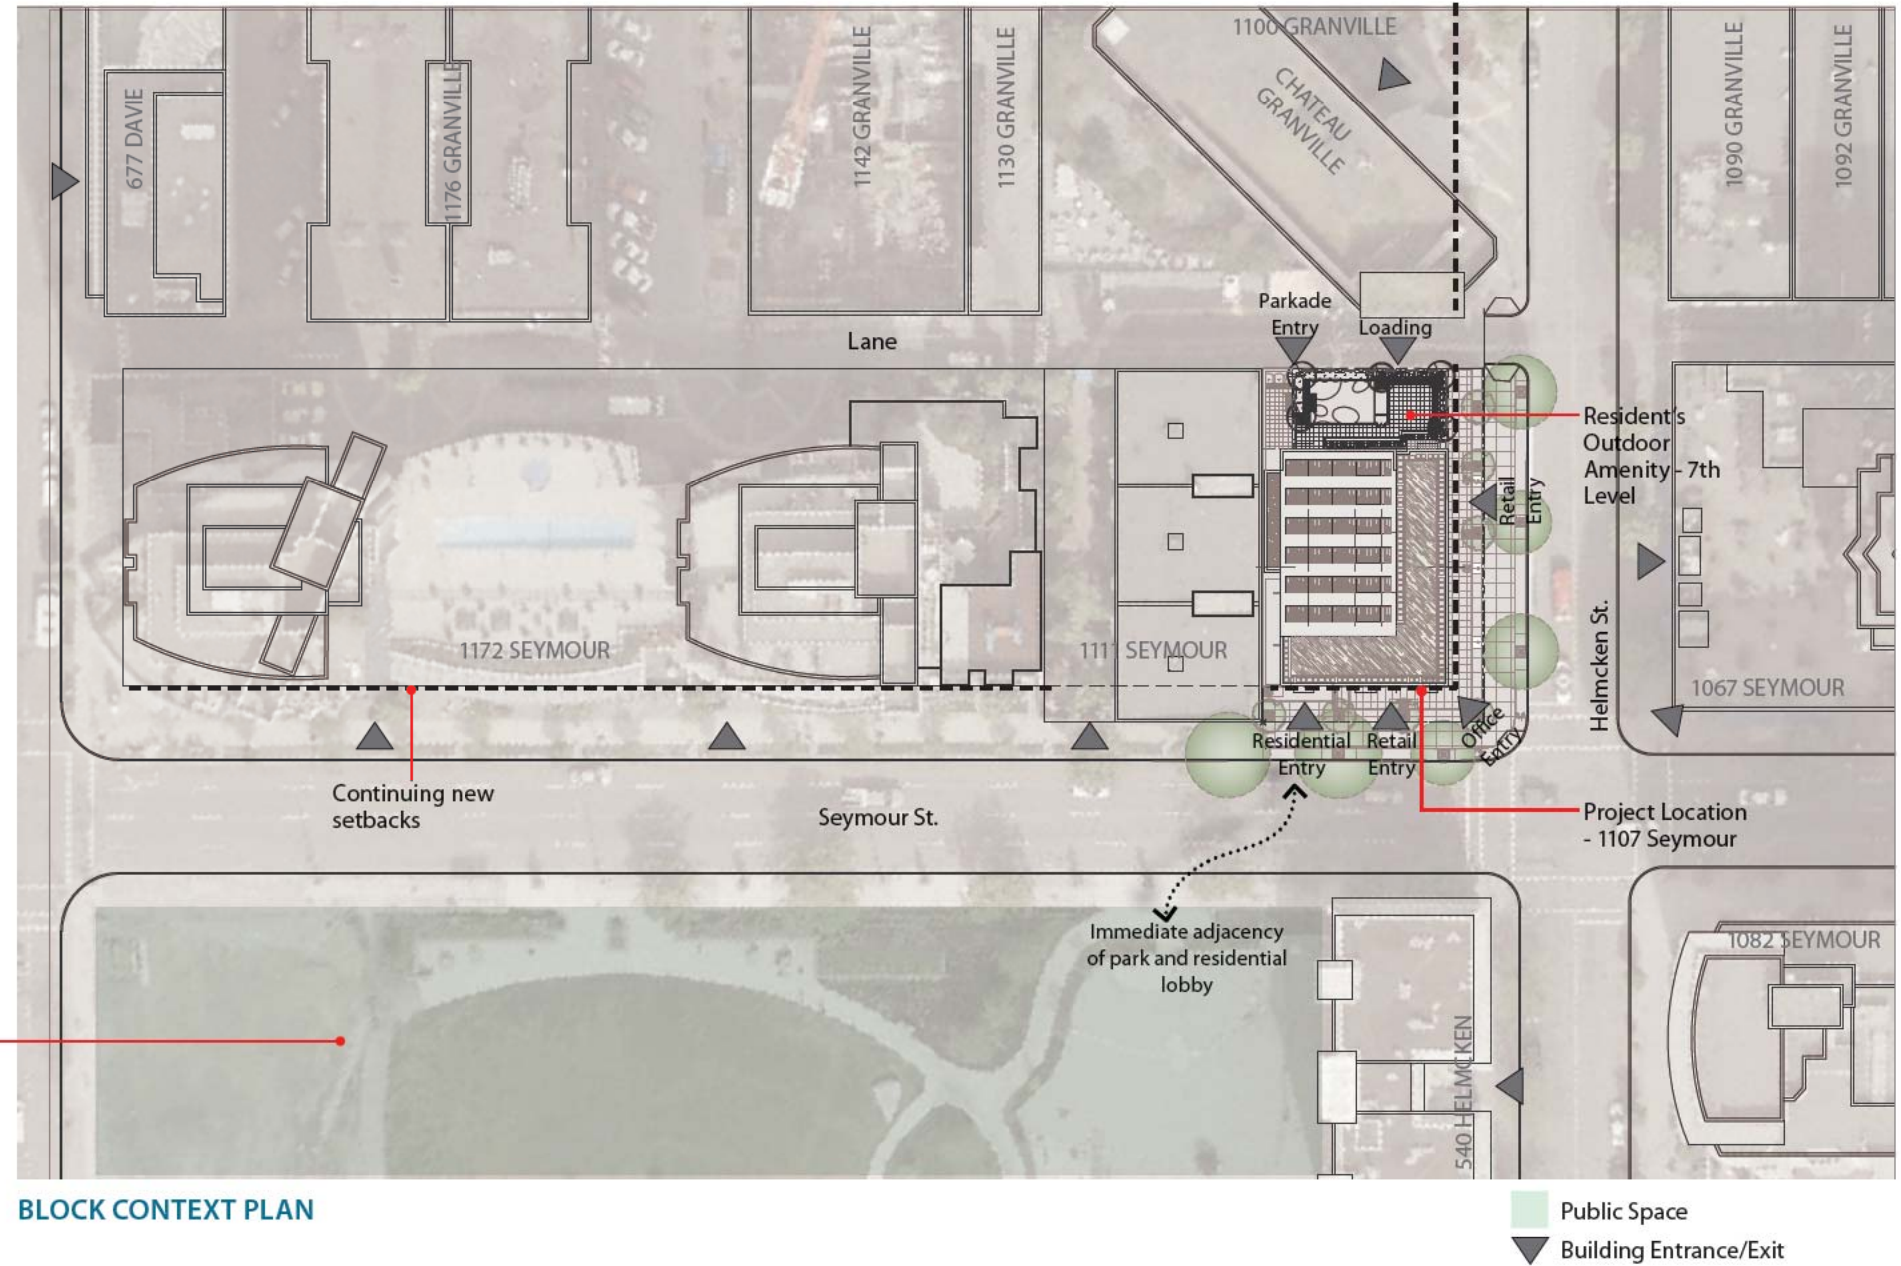 1100 GRANVILLE
677 DAVIE
1176 GRANVILLE
1142 GRANVILLE
1130 GRANVILLE
CHATEAU
GRANVILLE
1090 GRANVILLE
1092 GRANVILLE
Parkade
Entry
Loading
Lane
Resident's
Outdoor
Amenity - 7th
Level
Retail
Entry
1172 SEYMOUR
1111 SEYMOUR
Helmcken St.
1067 SEYMOUR
Residential
Entry
Retail
Entry
Office
Entry
Continuing new
setbacks
Seymour St.
Project Location
- 1107 Seymour
Immediate adjacency
of park and residential
lobby
1082 SEYMOUR
540 HELMCKEN
BLOCK CONTEXT PLAN
Public Space
Building Entrance/Exit